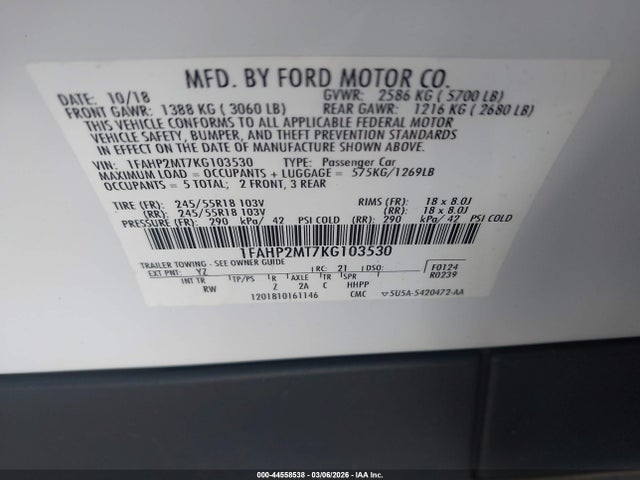 MFD. BY FORD MOTOR CO.
DATE: 10/18 GVWR: 2586 KG ( 5700 LB)
FRONT GAWR: 1388 KG ( 3060 LB) REAR GAWR: 1216 KG ( 2680 LB)
THIS VEHICLE CONFORMS TO ALL APPLICABLE FEDERAL MOTOR
VEHICLE SAFETY, BUMPER, AND THEFT PREVENTION STANDARDS
IN EFFECT ON THE DATE OF MANUFACTURE SHOWN ABOVE.
VIN: 1FAHP2MT7KG103530 TYPE: Passenger Car
MAXIMUM LOAD = OCCUPANTS + LUGGAGE = 575KG/1269LB
OCCUPANTS = 5 TOTAL; 2 FRONT, 3 REAR
TIRE (FR): 245/55R18 103V RIMS (FR): 18 x 8.0J
(RR): 245/55R18 103V (RR): 18 x 8.0J
PRESSURE (FR): 290 kPa/ 42 PSI COLD (RR): 290 kPa/ 42 PSI COLD
1FAHP2MT7KG103530
TRAILER TOWING - SEE OWNER GUIDE
EXT PNT: YZ RC: 21 DSO: F0124
R0239
INT TR TP/PS R AXLE TR SPR
RW Z 2A C HHPP
1201810161146 CMC ▽5U5A-5420472-AA
000-44558538 - 03/06/2026 - IAAI, Inc.